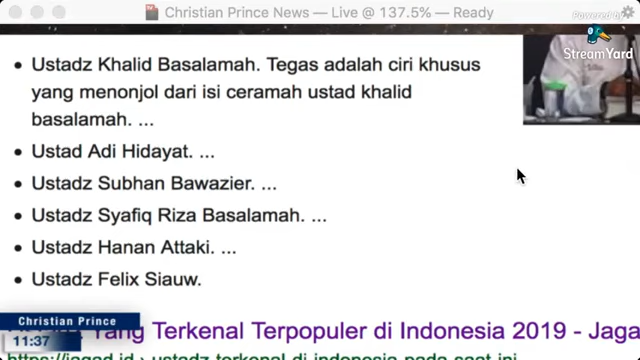 Christian Prince News — Live @ 137.5% — Ready
Powered by
StreamYard
• Ustadz Khalid Basalamah. Tegas adalah ciri khusus
yang menonjol dari isi ceramah ustad khalid
basalamah. ...
• Ustad Adi Hidayat. ...
• Ustadz Subhan Bawazier. ...
• Ustadz Syafiq Riza Basalamah. ...
• Ustadz Hanan Attaki. ...
• Ustadz Felix Siauw.
Christian Prince
11:37
Yang Terkenal Terpopuler di Indonesia 2019 - Jaga
https://jagad.id › ustadz-terkenal-di-indonesia-pada-saat-ini